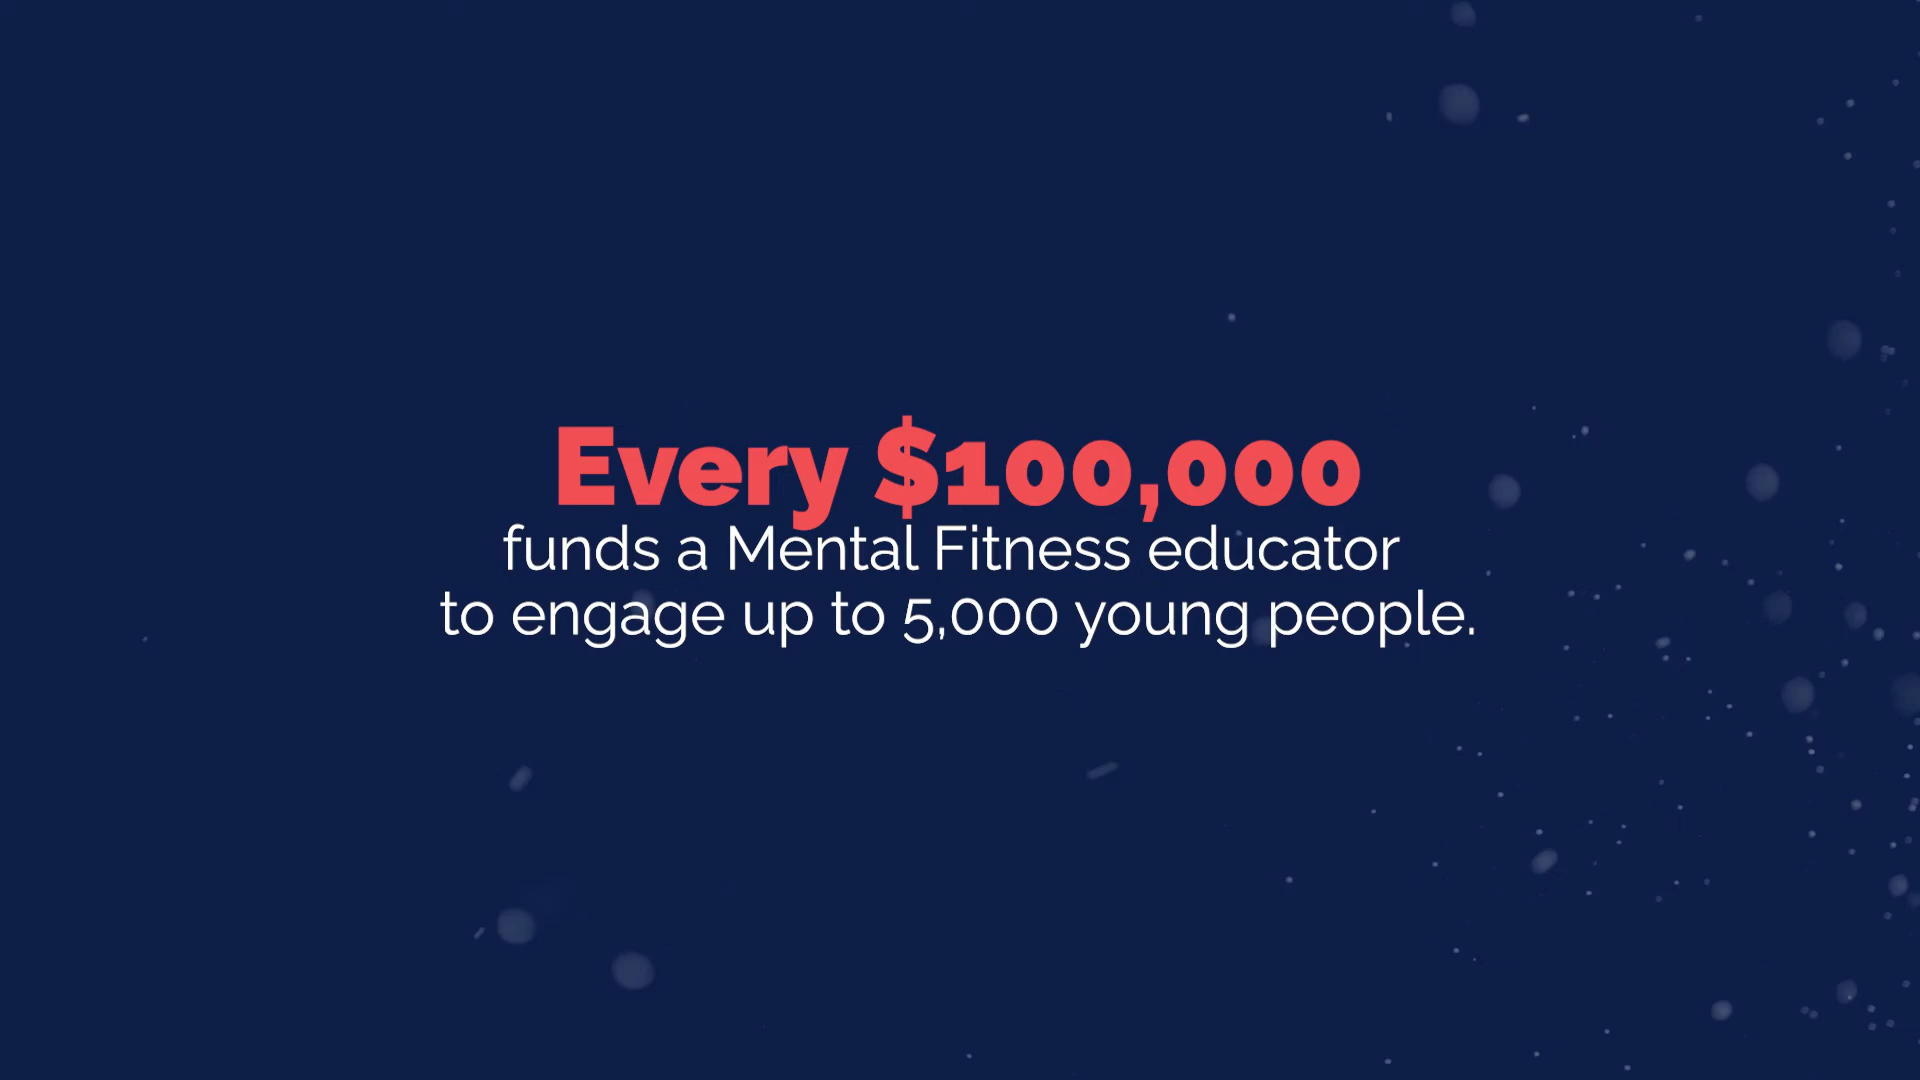 Every $100,000
funds a Mental Fitness educator
to engage up to 5,000 young people.